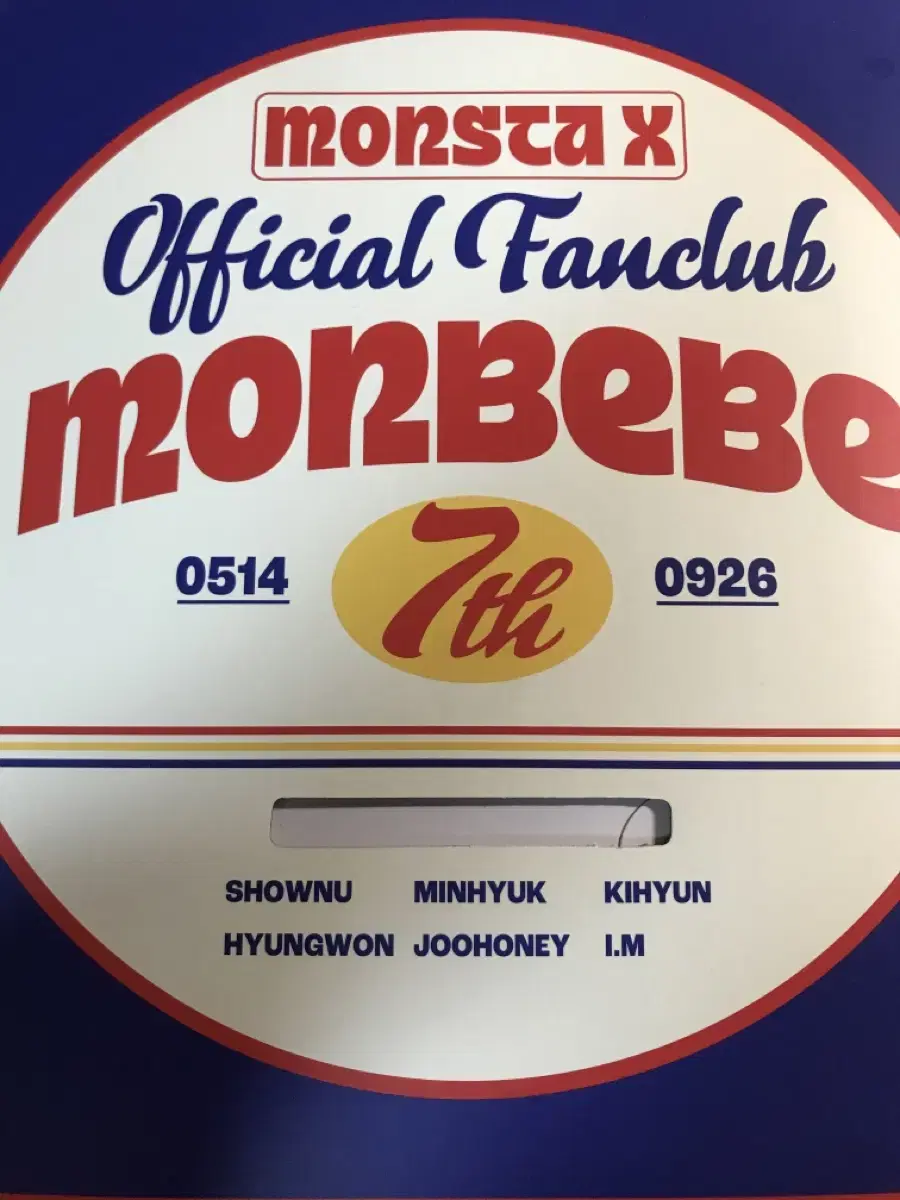 MONSTA X
Official Fanclub
MONBEBE
0514 7th 0926
SHOWNU MINHYUK KIHYUN
HYUNGWON JOOHONEY I.M